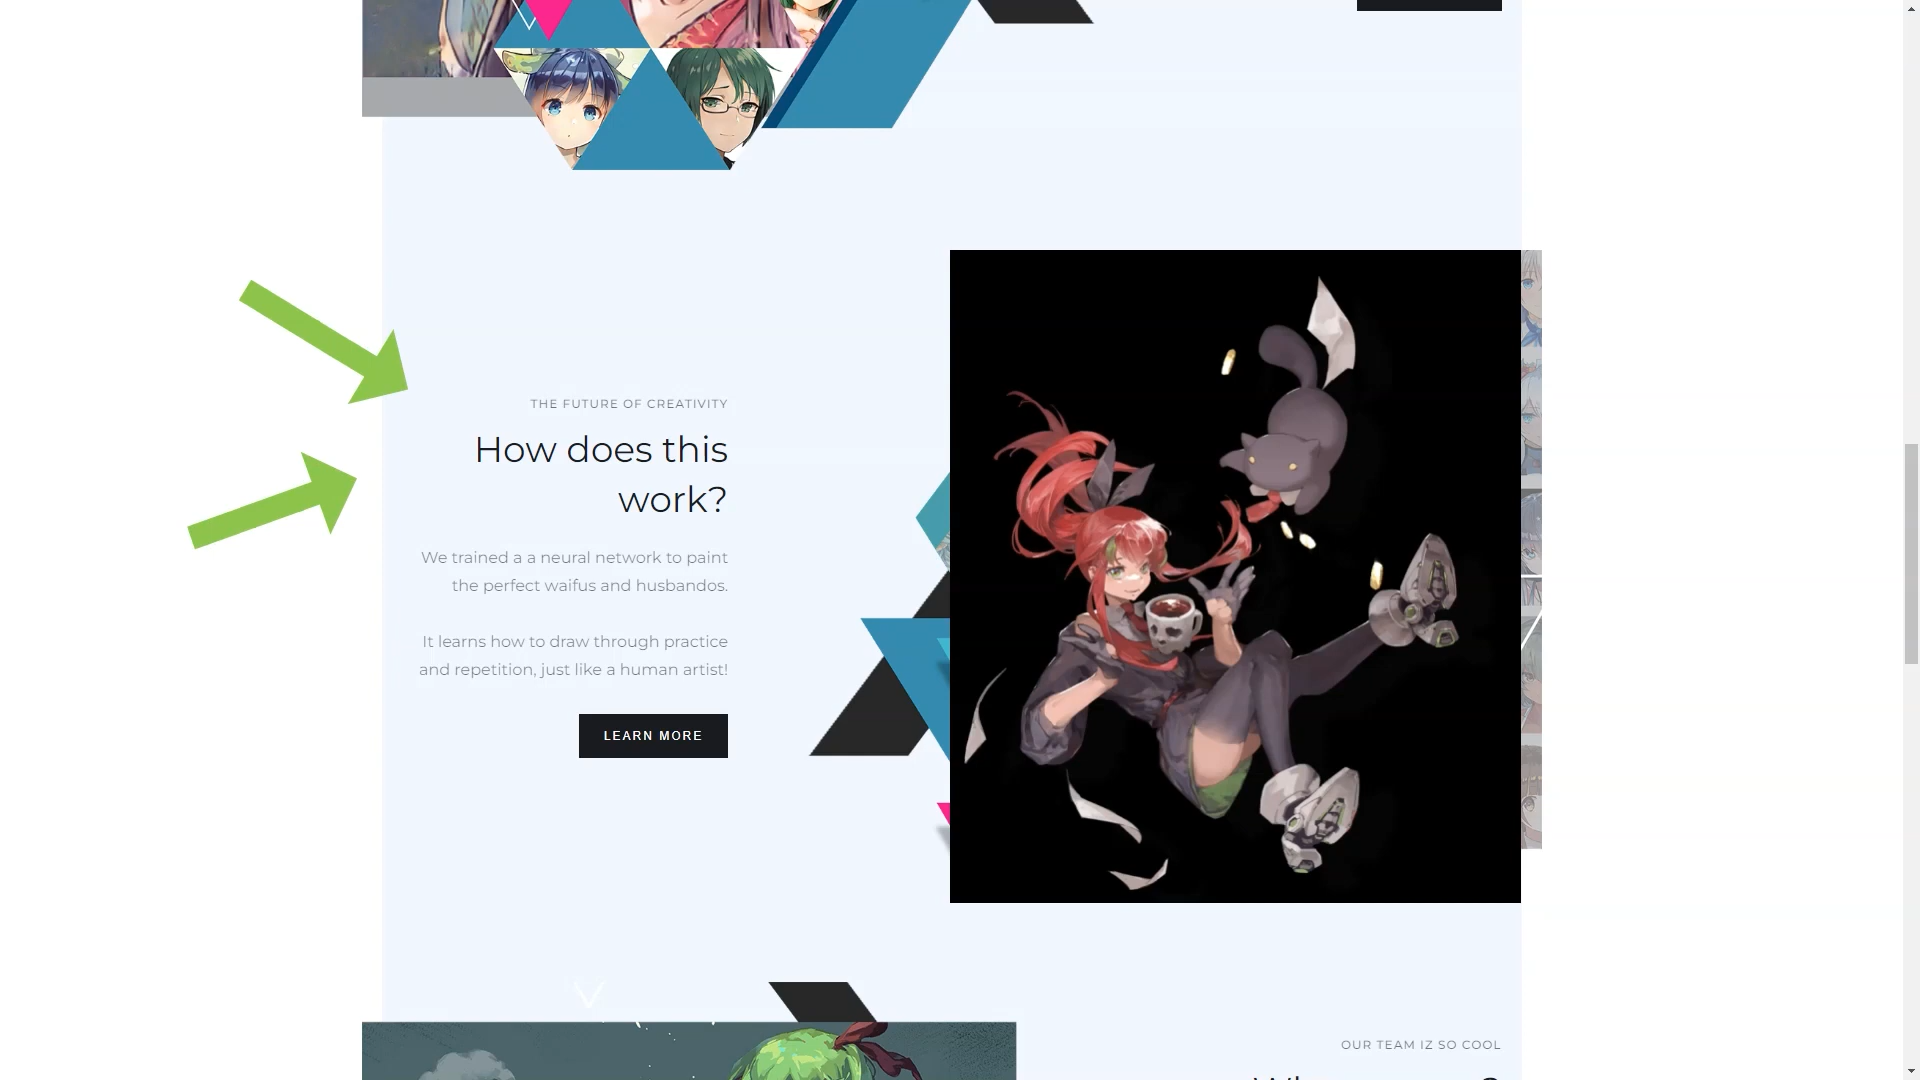 THE FUTURE OF CREATIVITY
How does this
work?
We trained a a neural network to paint
the perfect waifus and husbandos.
It learns how to draw through practice
and repetition, just like a human artist!
LEARN MORE
OUR TEAM IZ SO COOL